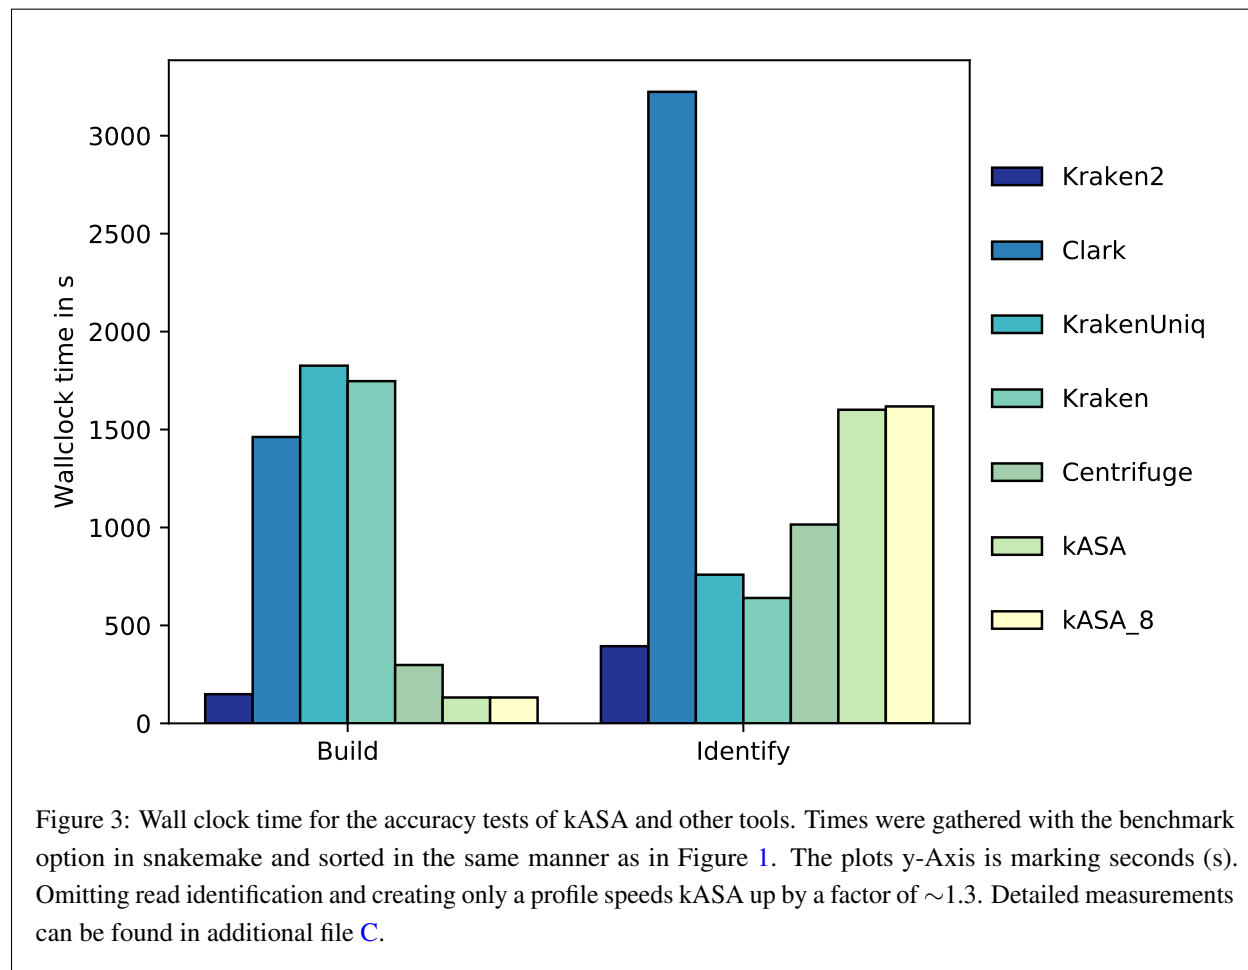 3000
2500
2000
1500
1000
500
0
Wallclock time in s
Build
Identify
Kraken2
Clark
KrakenUniq
Kraken
Centrifuge
kASA
kASA_8
Figure 3: Wall clock time for the accuracy tests of kASA and other tools. Times were gathered with the benchmark
option in snakemake and sorted in the same manner as in Figure 1. The plots y-Axis is marking seconds (s).
Omitting read identification and creating only a profile speeds kASA up by a factor of ∼1.3. Detailed measurements
can be found in additional file C.